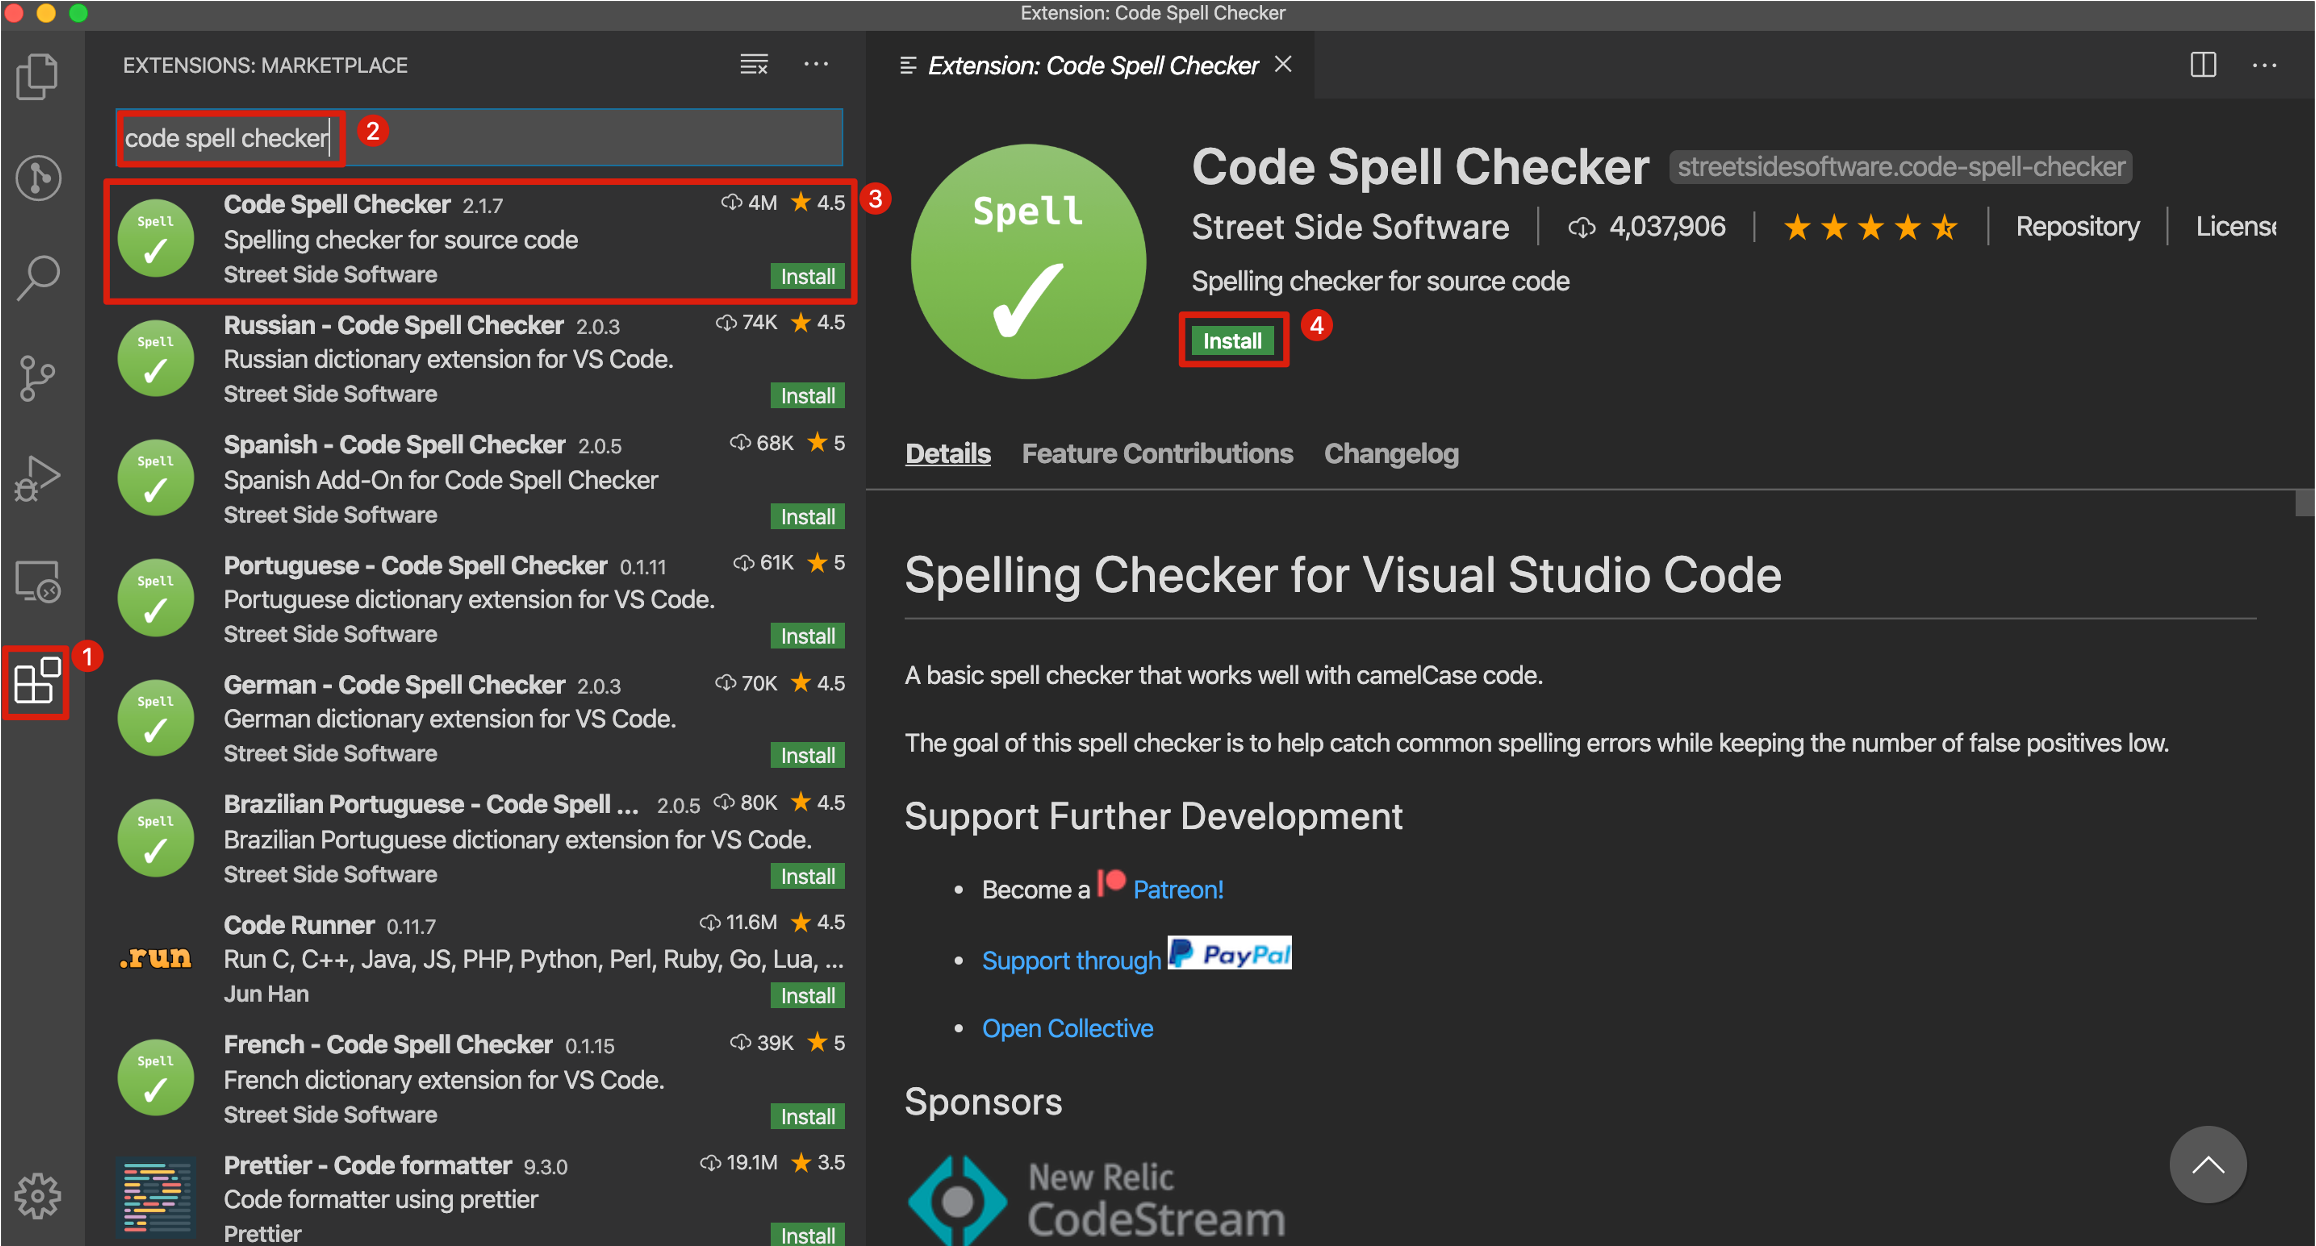 Extension: Code Spell Checker
EXTENSIONS: MARKETPLACE
code spell checker
2
Spell
Code Spell Checker 2.1.7 4M 4.5
3
Spelling checker for source code
Street Side Software Install
Spell
Russian - Code Spell Checker 2.0.3 74K 4.5
Russian dictionary extension for VS Code.
Street Side Software Install
Spell
Spanish - Code Spell Checker 2.0.5 68K 5
Spanish Add-On for Code Spell Checker
Street Side Software Install
Spell
Portuguese - Code Spell Checker 0.1.11 61K 5
Portuguese dictionary extension for VS Code.
Street Side Software Install
1
Spell
German - Code Spell Checker 2.0.3 70K 4.5
German dictionary extension for VS Code.
Street Side Software Install
Spell
Brazilian Portuguese - Code Spell ... 2.0.5 80K 4.5
Brazilian Portuguese dictionary extension for VS Code.
Street Side Software Install
.run
Code Runner 0.11.7 11.6M 4.5
Run C, C++, Java, JS, PHP, Python, Perl, Ruby, Go, Lua, ...
Jun Han Install
Spell
French - Code Spell Checker 0.1.15 39K 5
French dictionary extension for VS Code.
Street Side Software Install
Prettier - Code formatter 9.3.0 19.1M 3.5
Code formatter using prettier
Prettier Install
Extension: Code Spell Checker
Spell
Code Spell Checker streetsidesoftware.code-spell-checker
Street Side Software 4,037,906 Repository License
Spelling checker for source code
Install
4
Details Feature Contributions Changelog
Spelling Checker for Visual Studio Code
A basic spell checker that works well with camelCase code.
The goal of this spell checker is to help catch common spelling errors while keeping the number of false positives low.
Support Further Development
• Become a Patreon!
• Support through PayPal
• Open Collective
Sponsors
New Relic
CodeStream